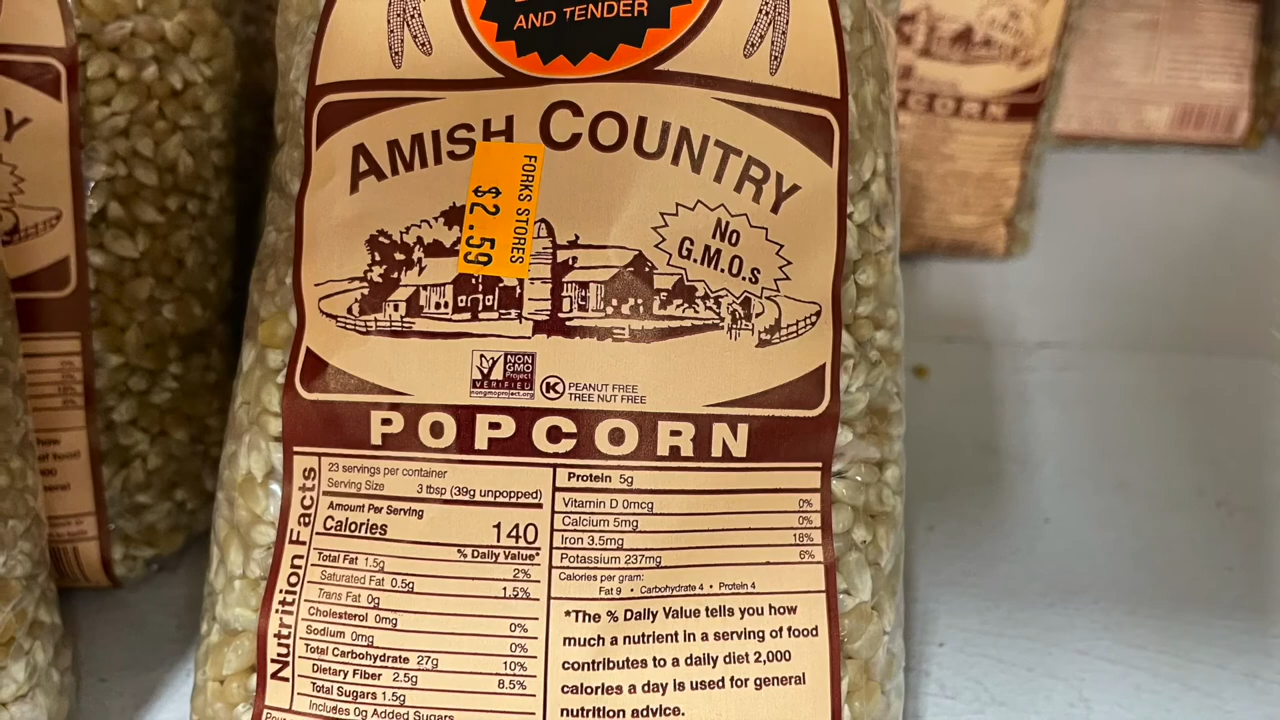 AND TENDER
AMISH COUNTRY
FORKS STORES
$2.59
No
G.M.O.s
NON
GMO
Project
VERIFIED
nongmoproject.org
K
PEANUT FREE
TREE NUT FREE
POPCORN
Nutrition Facts
23 servings per container
Serving Size 3 tbsp (39g unpopped)
Amount Per Serving
Calories 140
% Daily Value*
Total Fat 1.5g 2%
Saturated Fat 0.5g 1.5%
Trans Fat 0g
Cholesterol 0mg 0%
Sodium 0mg 0%
Total Carbohydrate 27g 10%
Dietary Fiber 2.5g 8.5%
Total Sugars 1.5g
Includes 0g Added Sugars
Protein 5g
Vitamin D 0mcg 0%
Calcium 5mg 0%
Iron 3.5mg 18%
Potassium 237mg 6%
Calories per gram:
Fat 9 • Carbohydrate 4 • Protein 4
*The % Daily Value tells you how
much a nutrient in a serving of food
contributes to a daily diet 2,000
calories a day is used for general
nutrition advice.